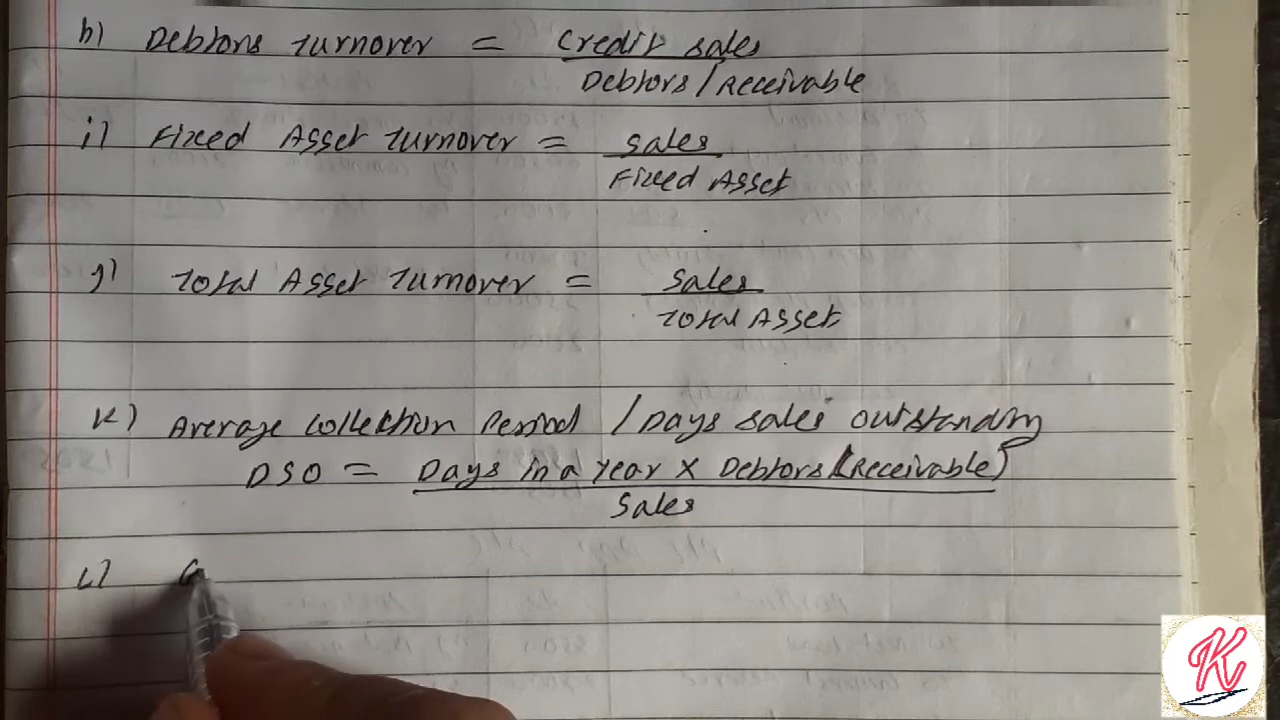 h) Debtors turnover = Credit sales
Debtors/Receivable
i) Fixed Asset turnover = Sales
Fixed Asset
j) Total Asset turnover = Sales
Total Asset
K) Average Collection Period / Days sales outstanding
DSO = Days in a year X Debtors (Receivable)
Sales
L)
K